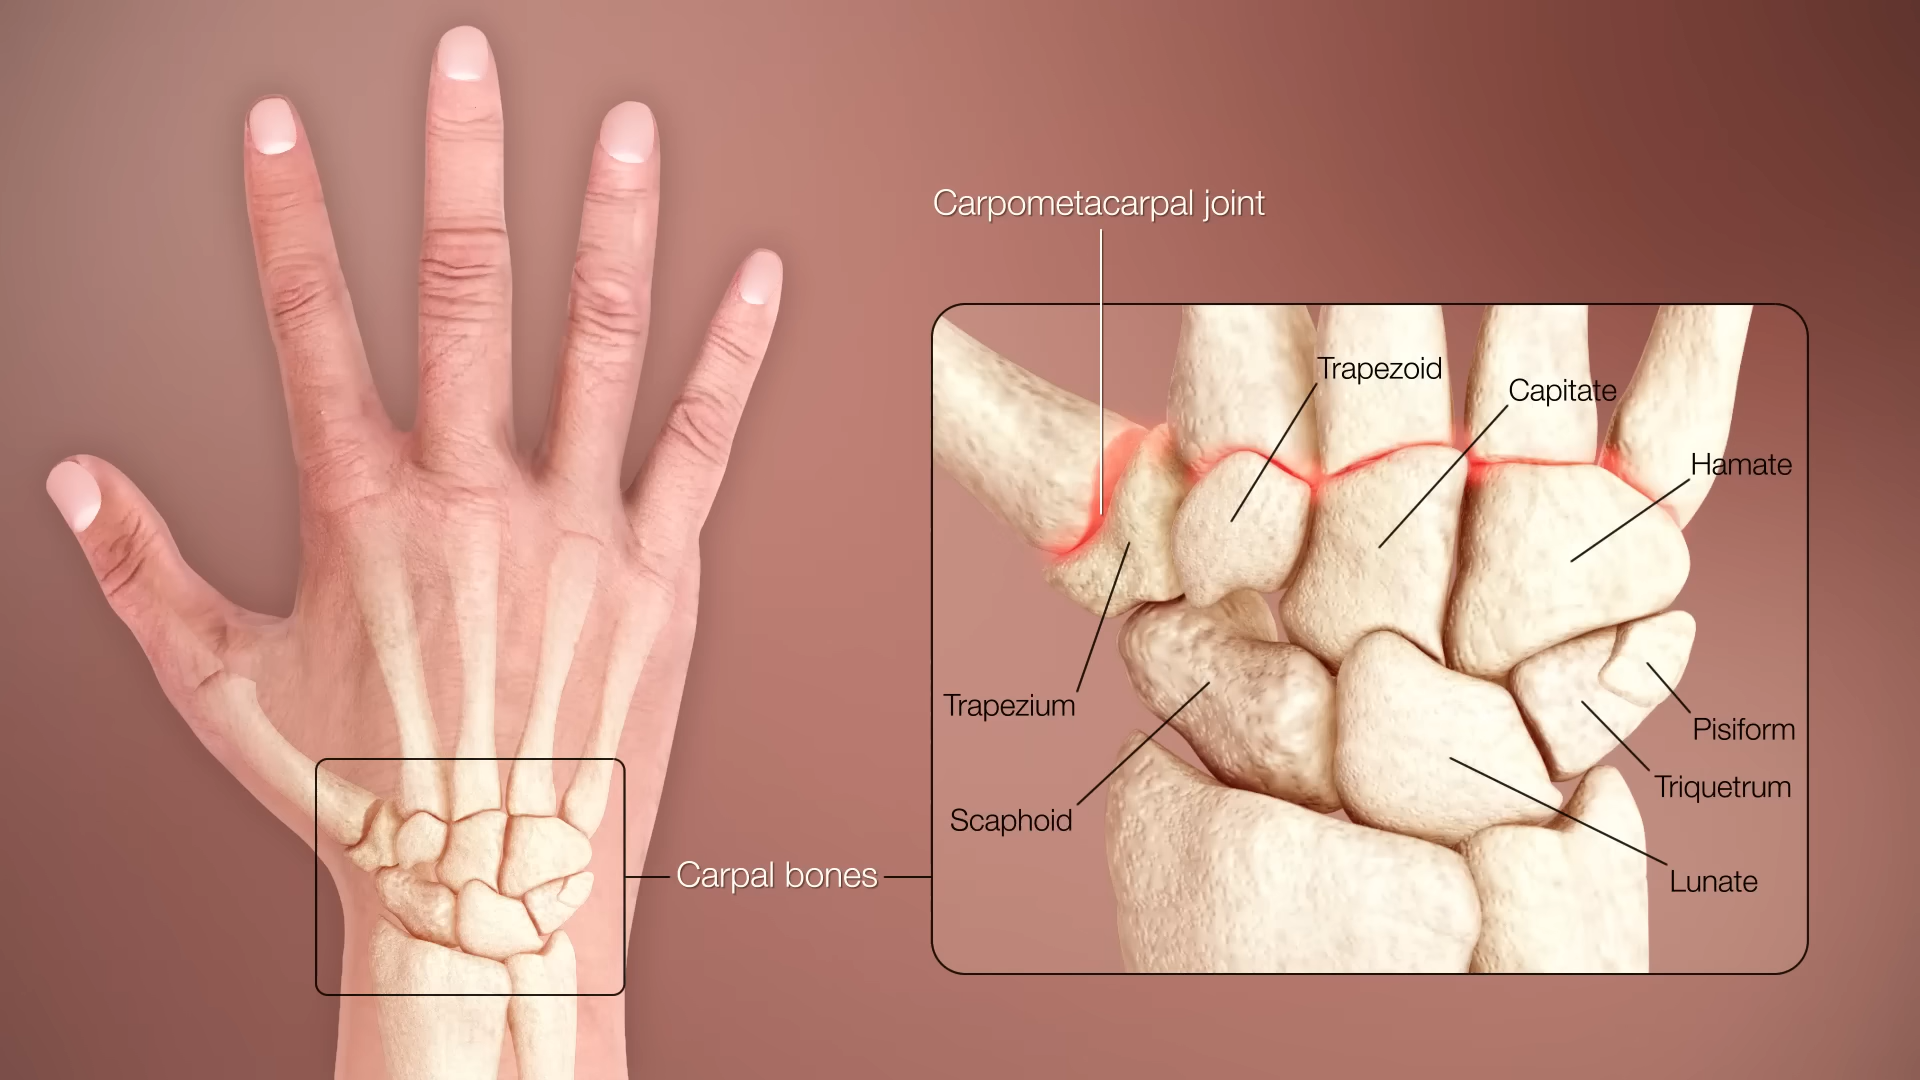 Carpometacarpal joint
Trapezoid
Capitate
Hamate
Trapezium
Pisiform
Triquetrum
Scaphoid
Carpal bones
Lunate